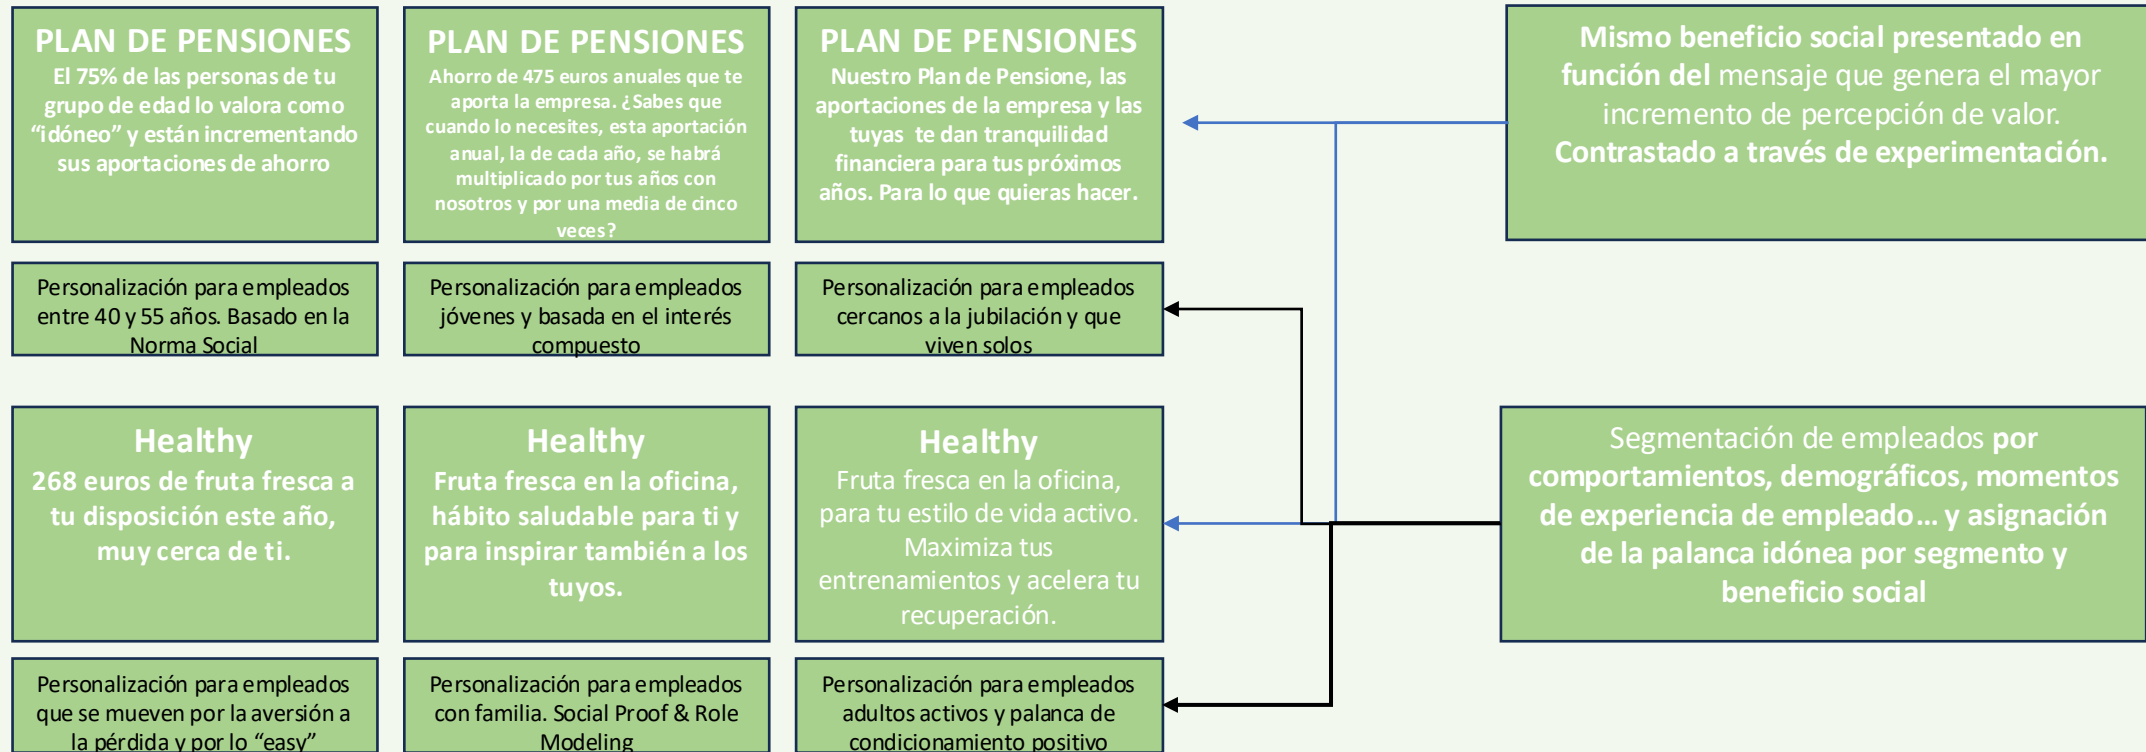 PLAN DE PENSIONES
El 75% de las personas de tu
grupo de edad lo valora como
“idóneo” y están incrementando
sus aportaciones de ahorro
PLAN DE PENSIONES
Ahorro de 475 euros anuales que te
aporta la empresa. ¿Sabes que
cuando lo necesites, esta aportación
anual, la de cada año, se habrá
multiplicado por tus años con
nosotros y por una media de cinco
veces?
PLAN DE PENSIONES
Nuestro Plan de Pensione, las
aportaciones de la empresa y las
tuyas te dan tranquilidad
financiera para tus próximos
años. Para lo que quieras hacer.
Mismo beneficio social presentado en
función del mensaje que genera el mayor
incremento de percepción de valor.
Contrastado a través de experimentación.
Personalización para empleados
entre 40 y 55 años. Basado en la
Norma Social
Personalización para empleados
jóvenes y basada en el interés
compuesto
Personalización para empleados
cercanos a la jubilación y que
viven solos
Healthy
268 euros de fruta fresca a
tu disposición este año,
muy cerca de ti.
Healthy
Fruta fresca en la oficina,
hábito saludable para ti y
para inspirar también a los
tuyos.
Healthy
Fruta fresca en la oficina,
para tu estilo de vida activo.
Maximiza tus
entrenamientos y acelera tu
recuperación.
Segmentación de empleados por
comportamientos, demográficos, momentos
de experiencia de empleado... y asignación
de la palanca idónea por segmento y
beneficio social
Personalización para empleados
que se mueven por la aversión a
la pérdida y por lo “easy”
Personalización para empleados
con familia. Social Proof & Role
Modeling
Personalización para empleados
adultos activos y palanca de
condicionamiento positivo